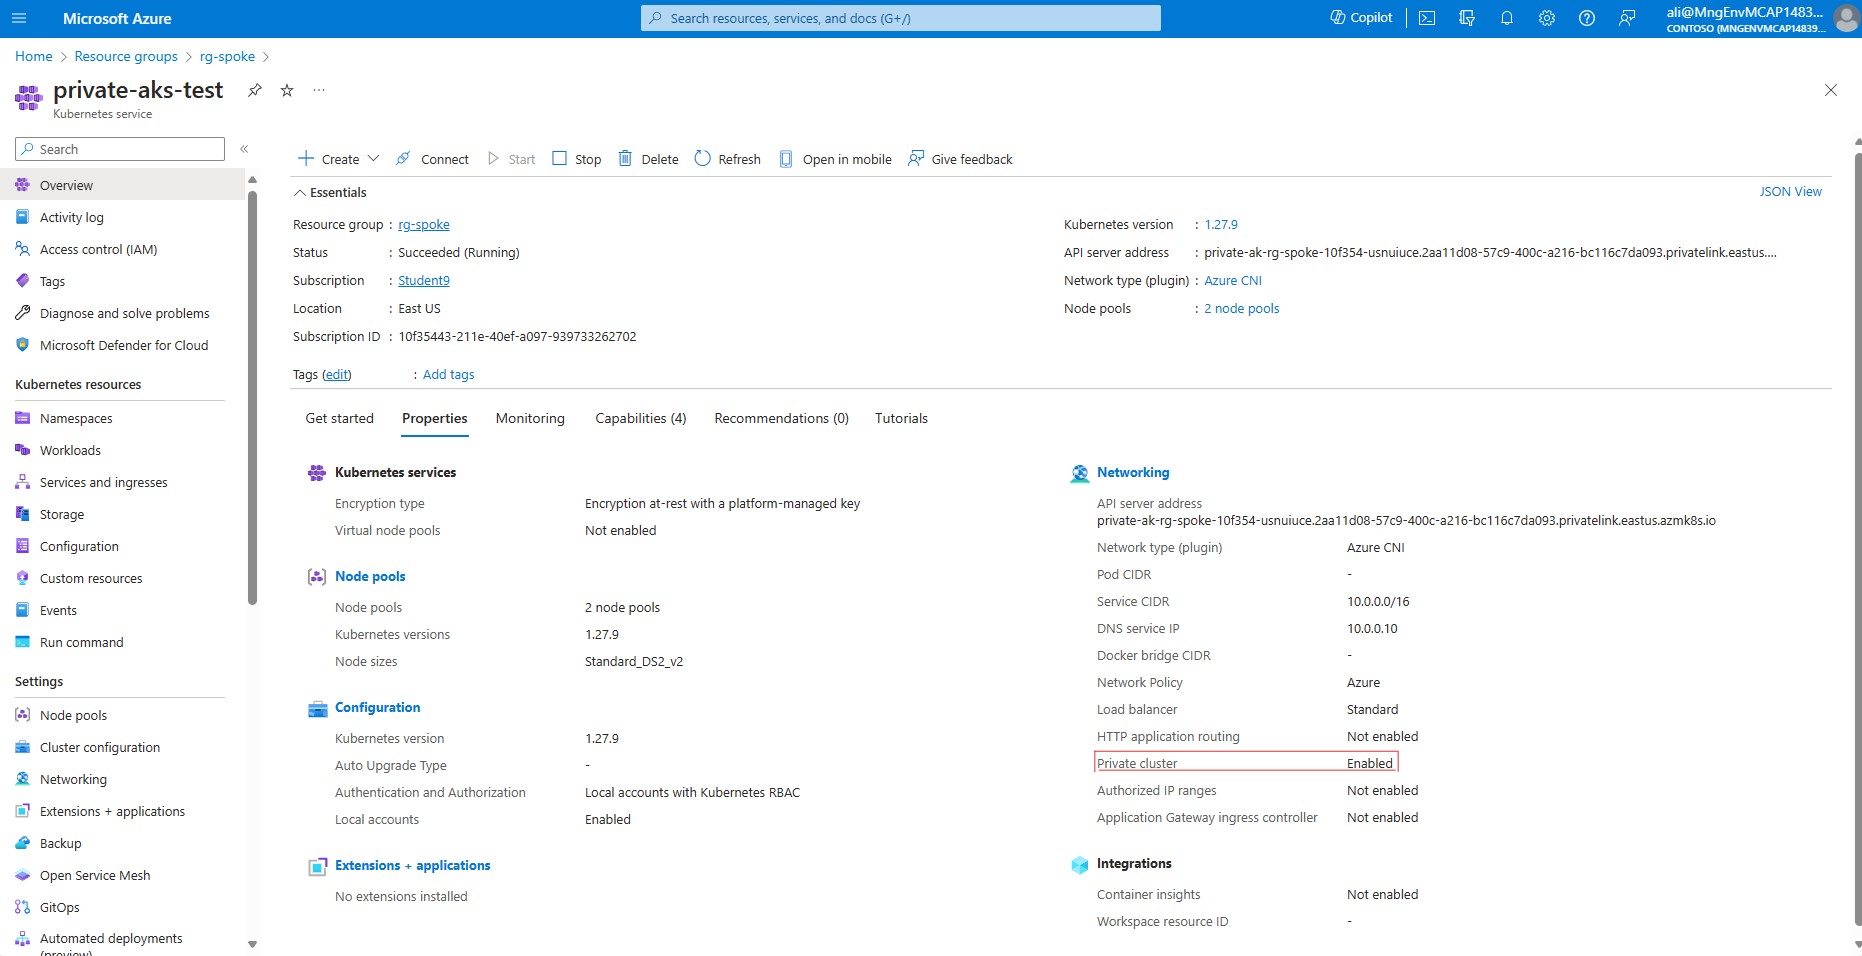 Microsoft Azure
Search resources, services, and docs (G+/)
Copilot
ali@MngEnvMCAP1483...
CONTOSO (MNGENVMCAP14839...
Home > Resource groups > rg-spoke >
private-aks-test
Kubernetes service
Search
Overview
Activity log
Access control (IAM)
Tags
Diagnose and solve problems
Microsoft Defender for Cloud
Kubernetes resources
Namespaces
Workloads
Services and ingresses
Storage
Configuration
Custom resources
Events
Run command
Settings
Node pools
Cluster configuration
Networking
Extensions + applications
Backup
Open Service Mesh
GitOps
Automated deployments
(preview)
Create
Connect
Start
Stop
Delete
Refresh
Open in mobile
Give feedback
Essentials
JSON View
Resource group : rg-spoke
Status : Succeeded (Running)
Subscription : Student9
Location : East US
Subscription ID : 10f35443-211e-40ef-a097-939733262702
Kubernetes version : 1.27.9
API server address : private-ak-rg-spoke-10f354-usnuiuce.2aa11d08-57c9-400c-a216-bc116c7da093.privatelink.eastus....
Network type (plugin) : Azure CNI
Node pools : 2 node pools
Tags (edit) : Add tags
Get started
Properties
Monitoring
Capabilities (4)
Recommendations (0)
Tutorials
Kubernetes services
Encryption type Encryption at-rest with a platform-managed key
Virtual node pools Not enabled
Node pools
Node pools 2 node pools
Kubernetes versions 1.27.9
Node sizes Standard_DS2_v2
Configuration
Kubernetes version 1.27.9
Auto Upgrade Type -
Authentication and Authorization Local accounts with Kubernetes RBAC
Local accounts Enabled
Extensions + applications
No extensions installed
Networking
API server address
private-ak-rg-spoke-10f354-usnuiuce.2aa11d08-57c9-400c-a216-bc116c7da093.privatelink.eastus.azmk8s.io
Network type (plugin) Azure CNI
Pod CIDR -
Service CIDR 10.0.0.0/16
DNS service IP 10.0.0.10
Docker bridge CIDR -
Network Policy Azure
Load balancer Standard
HTTP application routing Not enabled
Private cluster Enabled
Authorized IP ranges Not enabled
Application Gateway ingress controller Not enabled
Integrations
Container insights Not enabled
Workspace resource ID -